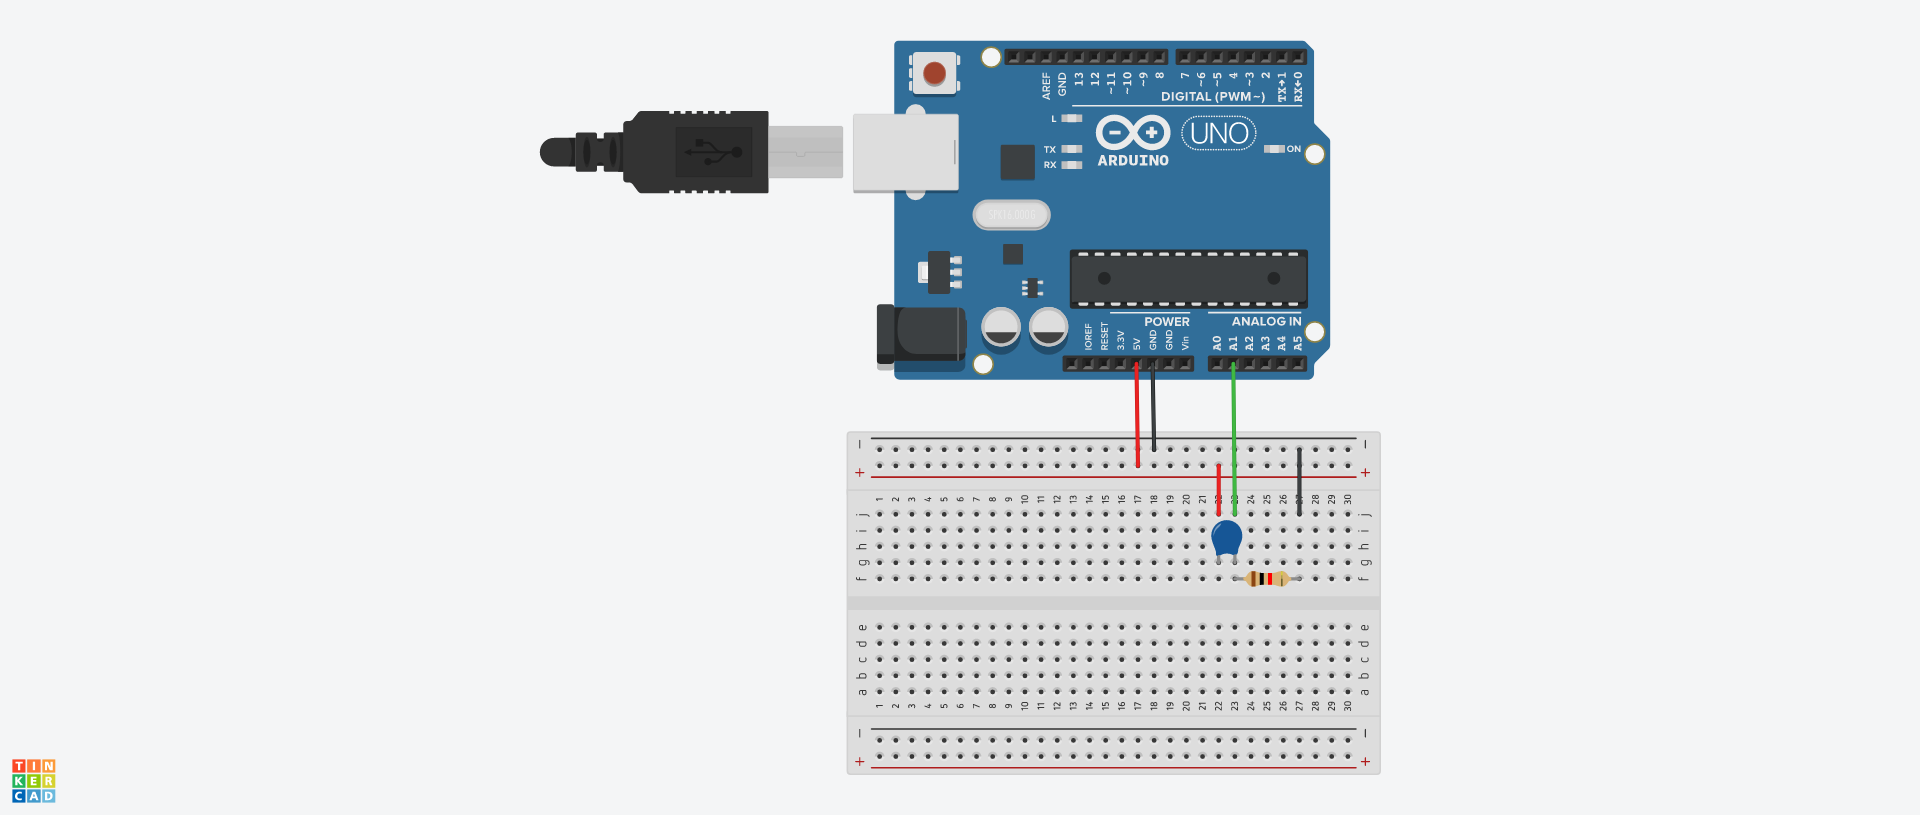 AREF
GND
13
12
~11
~10
~9
8
7
~6
~5
4
~3
2
TX→1
RX←0
DIGITAL (PWM~)
L
TX
RX
ARDUINO
UNO
ON
POWER
ANALOG IN
IOREF
RESET
3.3V
5V
GND
GND
Vin
A0
A1
A2
A3
A4
A5
− −
+ +
1 2 3 4 5 6 7 8 9 10 11 12 13 14 15 16 17 18 19 20 21 24 25 26 28 29 30
j j
i i
h h
g g
f f
e e
d d
c c
b b
a a
1 2 3 4 5 6 7 8 9 10 11 12 13 14 15 16 17 18 19 20 21 22 23 24 25 26 27 28 29 30
− −
+ +
TIN
KER
CAD